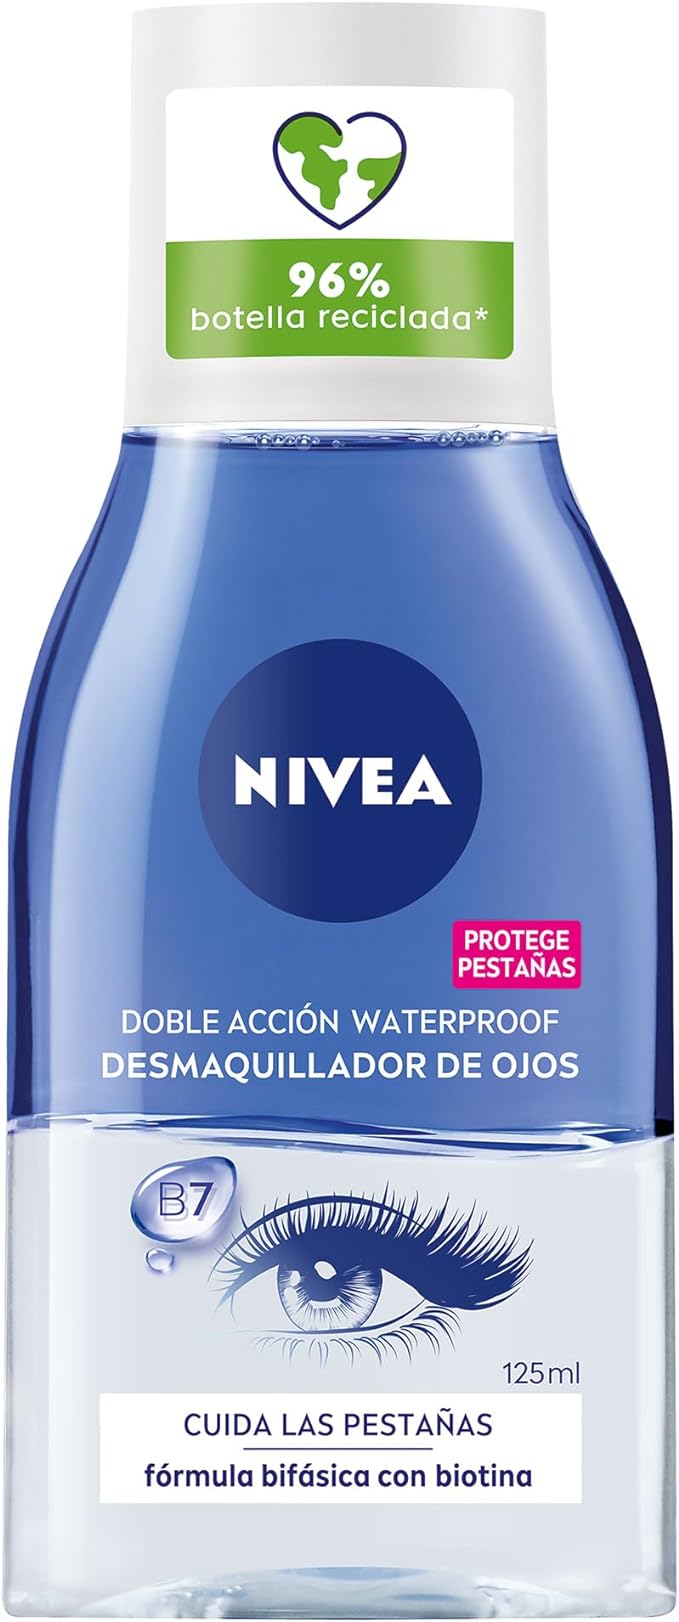 96%
botella reciclada*
NIVEA
PROTEGE
PESTAÑAS
DOBLE ACCIÓN WATERPROOF
DESMAQUILLADOR DE OJOS
B7
125ml
CUIDA LAS PESTAÑAS
fórmula bifásica con biotina